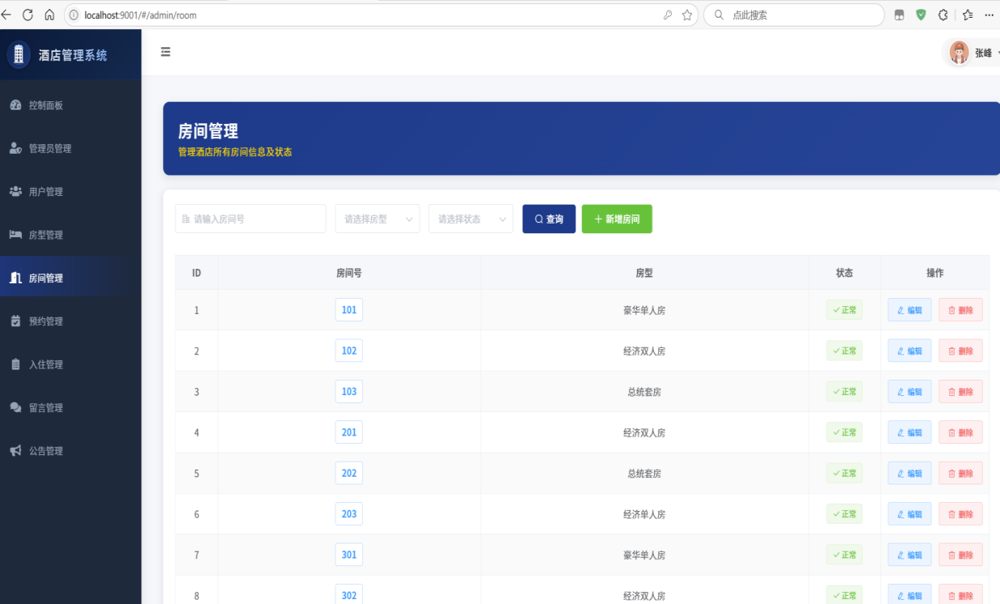 localhost:9001/#/admin/room
点此搜索
酒店管理系统
张峰
控制面板
管理员管理
用户管理
房型管理
房间管理
预约管理
入住管理
留言管理
公告管理
房间管理
管理酒店所有房间信息及状态
请输入房间号 请选择房型 请选择状态 查询 新增房间
ID 房间号 房型 状态 操作
1 101 豪华单人房 正常 编辑 删除
2 102 经济双人房 正常 编辑 删除
3 103 总统套房 正常 编辑 删除
4 201 经济双人房 正常 编辑 删除
5 202 总统套房 正常 编辑 删除
6 203 经济单人房 正常 编辑 删除
7 301 豪华单人房 正常 编辑 删除
8 302 经济双人房 正常 编辑 删除